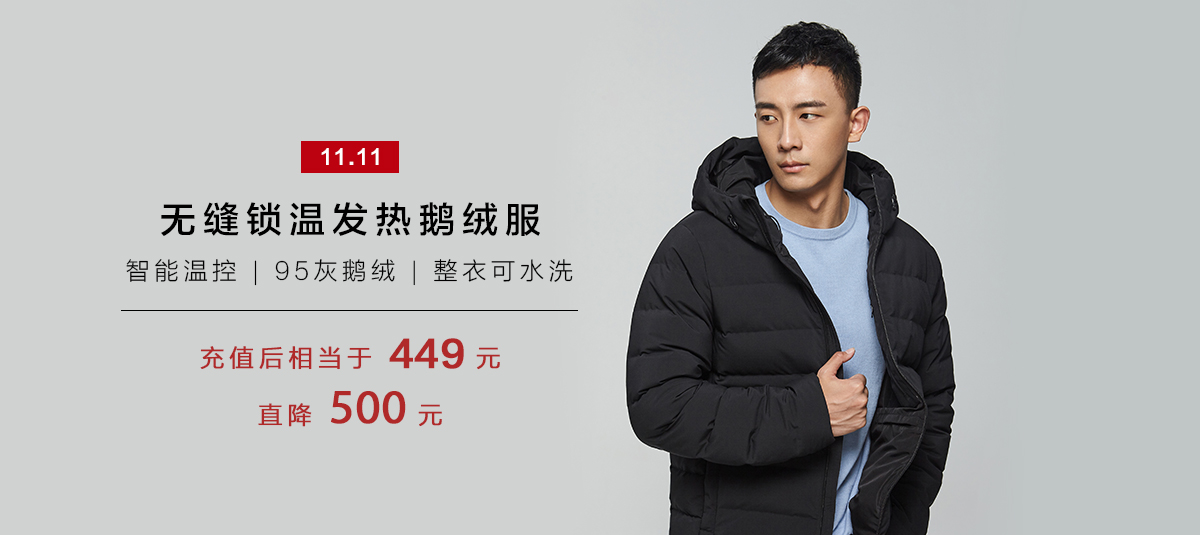 11.11
无缝锁温发热鹅绒服
智能温控 | 95灰鹅绒 | 整衣可水洗
充值后相当于 449 元
直降 500 元